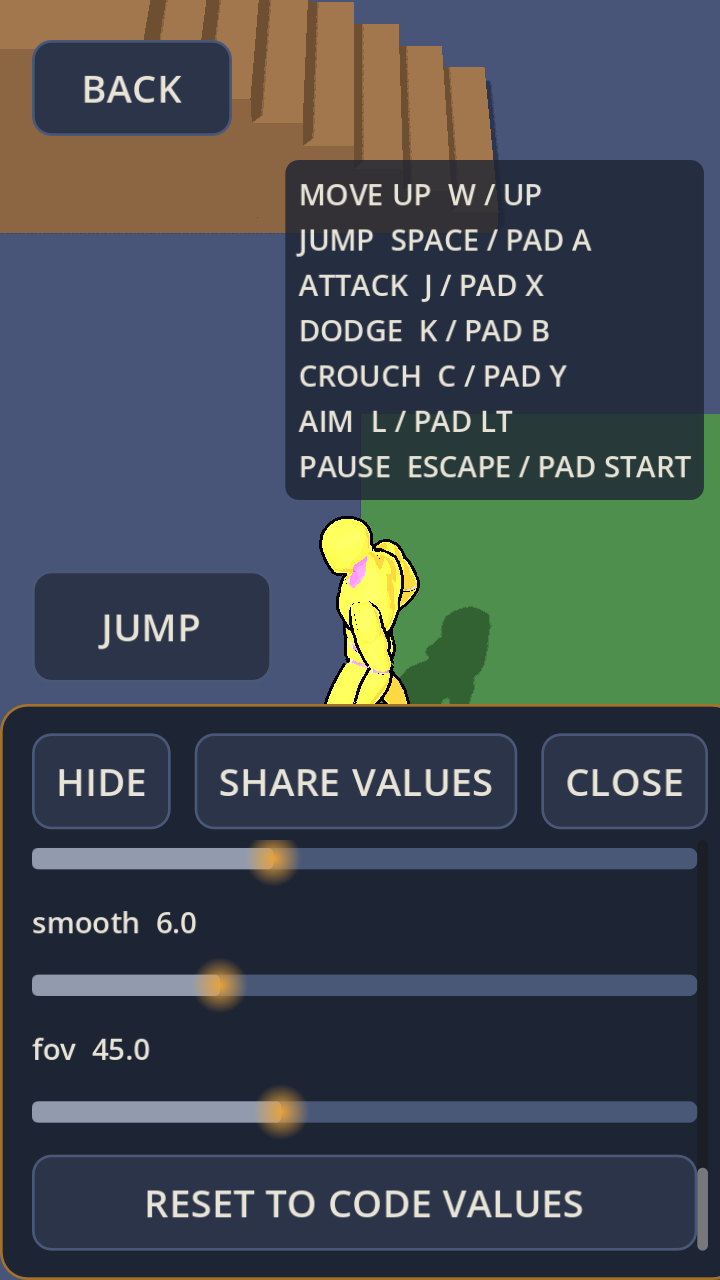 BACK
MOVE UP  W / UP
JUMP  SPACE / PAD A
ATTACK  J / PAD X
DODGE  K / PAD B
CROUCH  C / PAD Y
AIM  L / PAD LT
PAUSE  ESCAPE / PAD START
JUMP
HIDE
SHARE VALUES
CLOSE
smooth  6.0
fov  45.0
RESET TO CODE VALUES